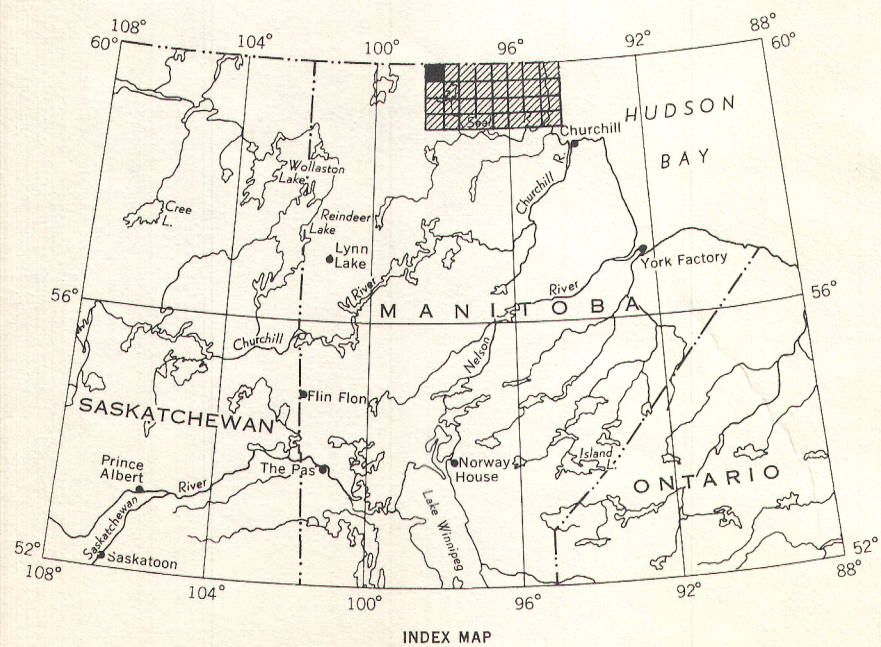 108°
60°
104°
100°
96°
92°
88°
60°
HUDSON
BAY
Seal
Churchill
Churchill R.
Wollaston
Lake
Cree
L.
Reindeer
Lake
Lynn
Lake
River
York Factory
River
56°
MANITOBA
56°
Churchill
Nelson
Flin Flon
SASKATCHEWAN
Prince
Albert
River
The Pas
Norway
House
Island
L.
ONTARIO
Saskatchewan
Lake Winnipeg
Saskatoon
52°
108°
104°
100°
96°
92°
52°
88°
INDEX MAP